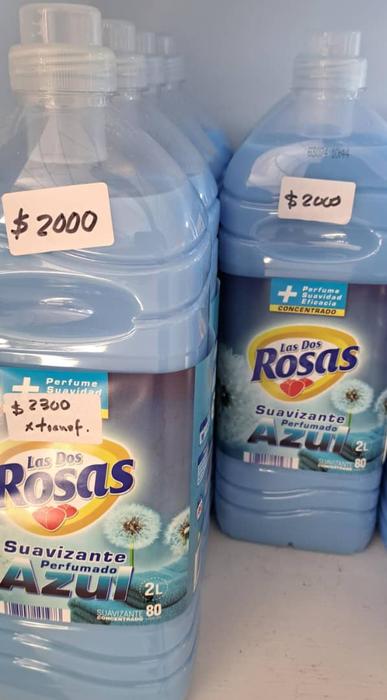 $2000
+ Perfume
Suavidad
$2300
x transf.
Las Dos
Rosas
Suavizante
Perfumado
Azul
2L
SUAVIZANTE
CONCENTRADO
80
$2000
+ Perfume
Suavidad
Eficacia
CONCENTRADO
Las Dos
Rosas
Suavizante
Perfumado
Azul
2L
SUAVIZANTE
80